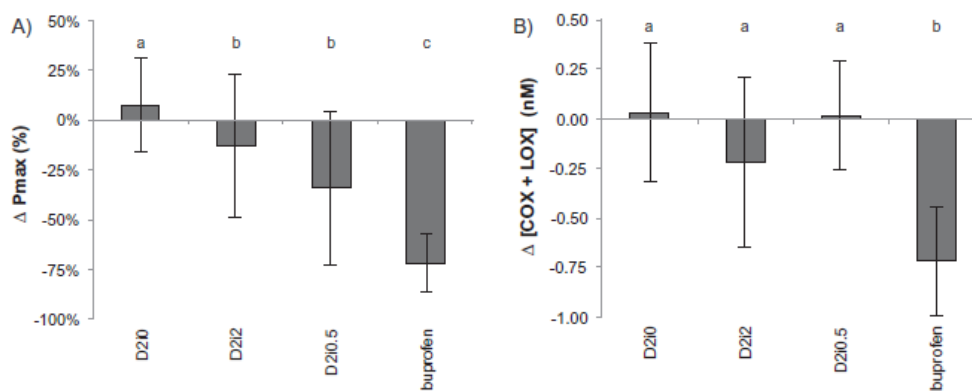 A)
50%
25%
0%
-25%
-50%
-75%
-100%
Δ Pmax (%)
a b b c
D2i0 D2i2 D2i0.5 buprofen
B)
0.50
0.25
0.00
-0.25
-0.50
-0.75
-1.00
Δ [COX + LOX] (nM)
a a a b
D2i0 D2i2 D2i0.5 buprofen